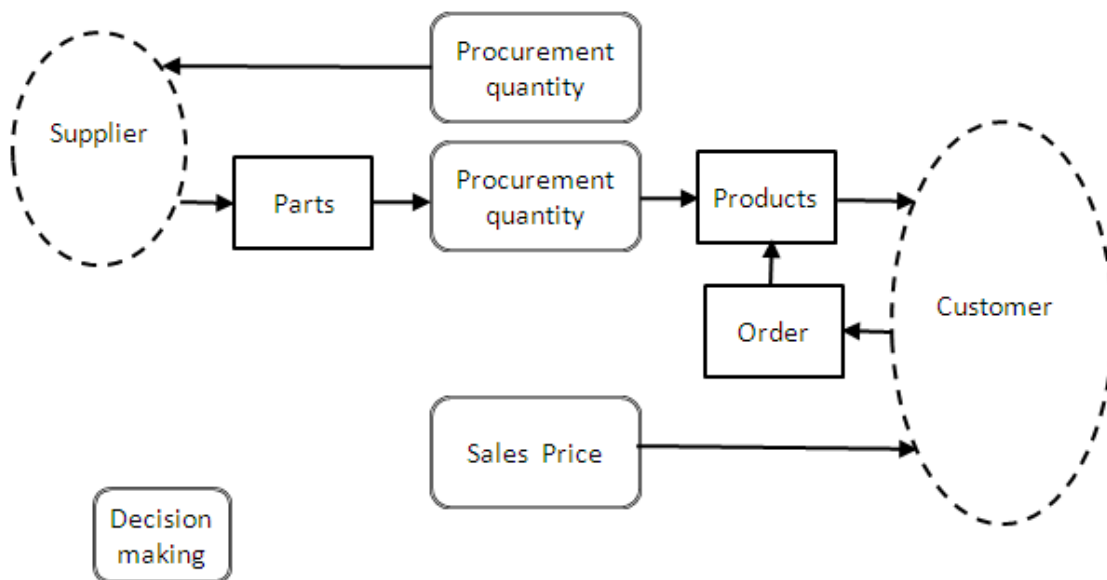 Procurement
quantity
Supplier
Parts
Procurement
quantity
Products
Order
Customer
Sales Price
Decision
making